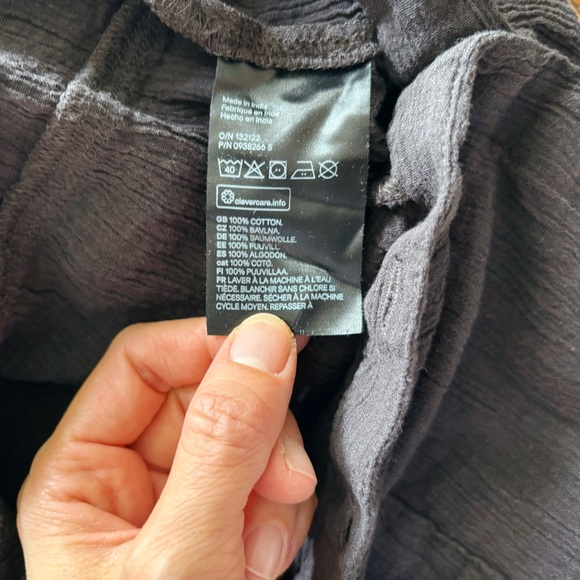 Made in India
Fabriqué en Inde
Hecho en India
O/N 132122
P/N 0938266 5
40
clevercare.info
GB 100% COTTON.
CZ 100% BAVLNA.
DE 100% BAUMWOLLE.
EE 100% PUUVILL.
ES 100% ALGODÓN.
cat 100% COTÓ.
FI 100% PUUVILLAA.
FR LAVER À LA MACHINE À L'EAU
TIÈDE. BLANCHIR SANS CHLORE SI
NÉCESSAIRE. SÉCHER À LA MACHINE
CYCLE MOYEN. REPASSER À